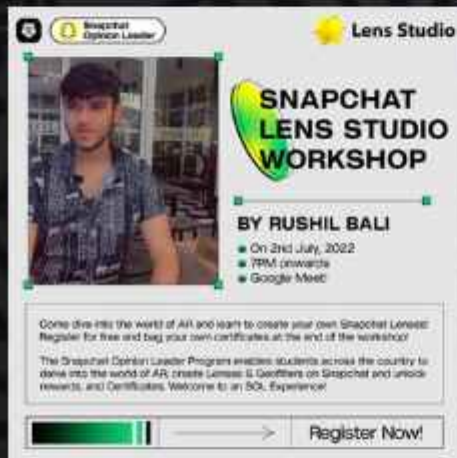 Snapchat
Opinion Leader
Lens Studio
SNAPCHAT
LENS STUDIO
WORKSHOP
BY RUSHIL BALI
On 2nd July, 2022
7PM onwards
Google Meet!
Come dive into the world of AR and learn to create your own Snapchat Lenses!
Register for free and bag your own certificates at the end of the workshop!
The Snapchat Opinion Leader Program enables students across the country to
delve into the world of AR, create Lenses & Geofilters on Snapchat and unlock
rewards, and Certificates. Welcome to an SOL Experience!
Register Now!